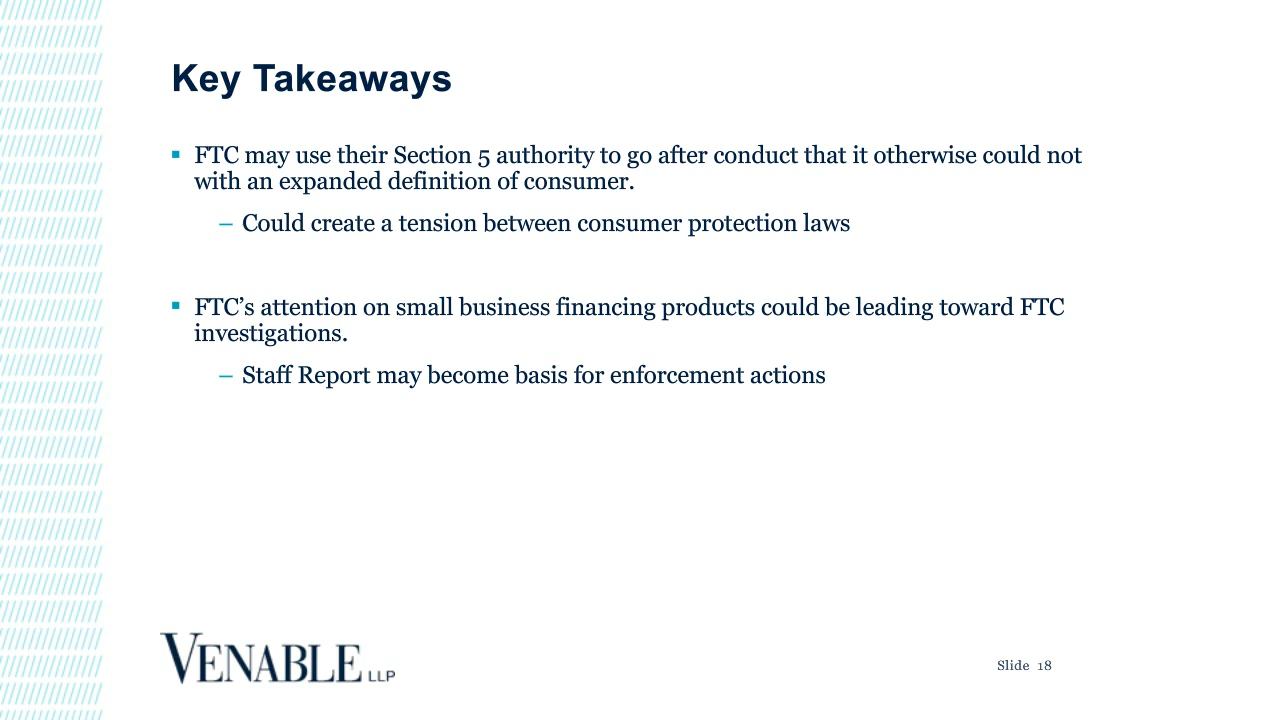 Key Takeaways
▪ FTC may use their Section 5 authority to go after conduct that it otherwise could not
with an expanded definition of consumer.
– Could create a tension between consumer protection laws
▪ FTC’s attention on small business financing products could be leading toward FTC
investigations.
– Staff Report may become basis for enforcement actions
VENABLE LLP
Slide 18